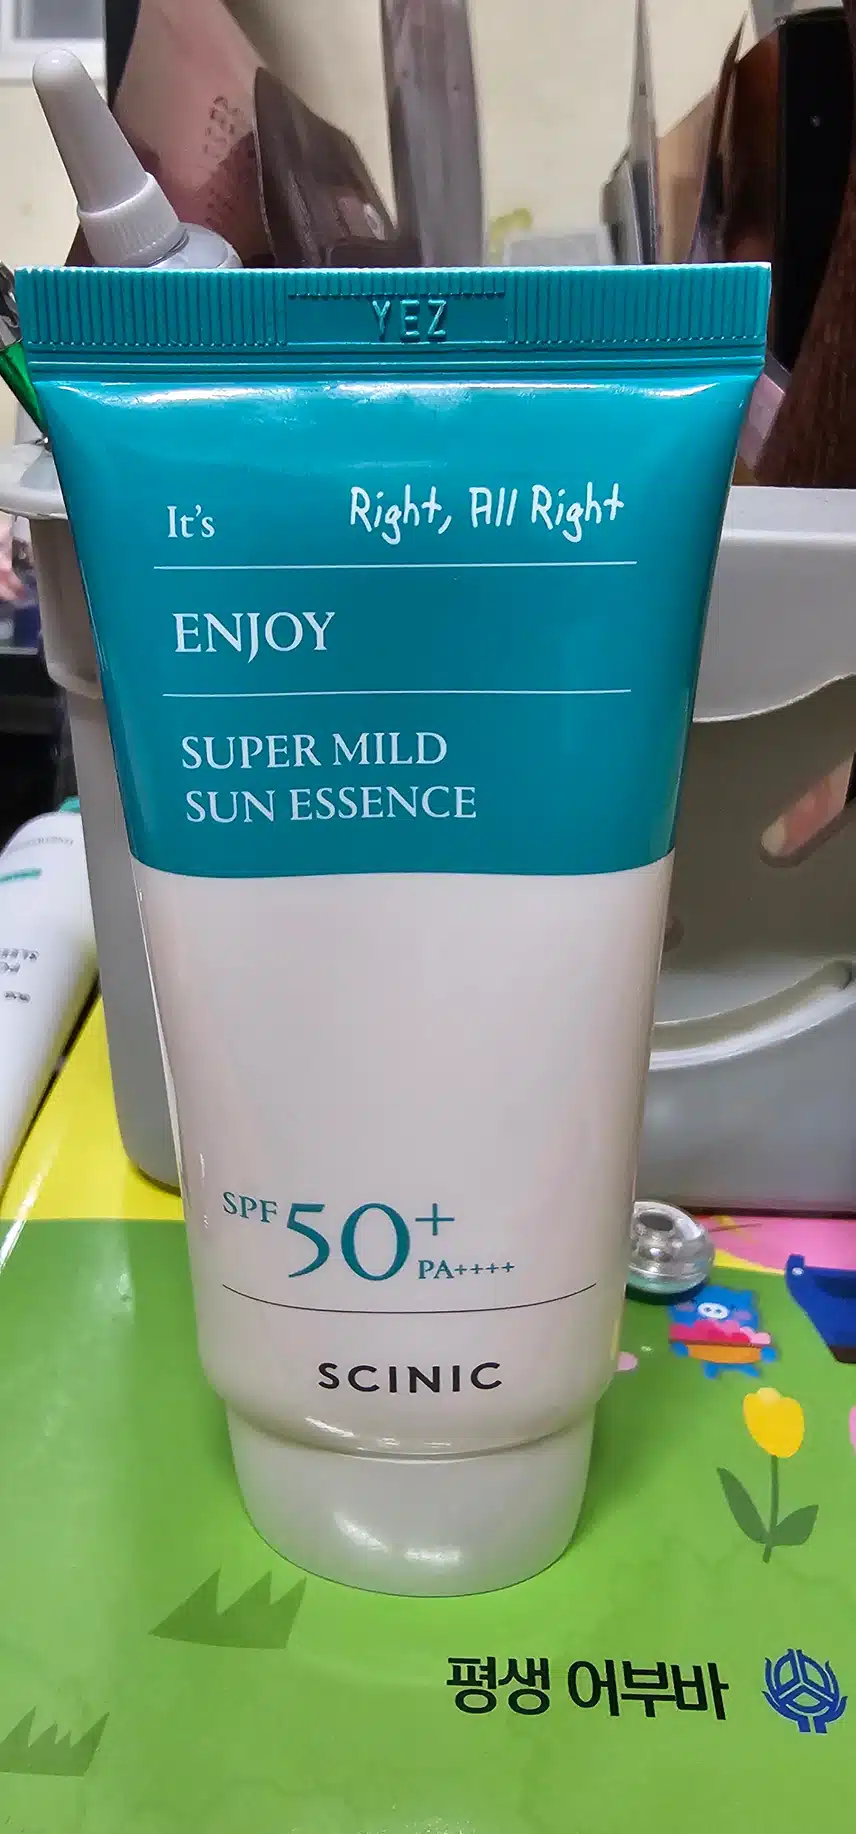 YEZ
It's Right, All Right
ENJOY
SUPER MILD
SUN ESSENCE
SPF 50+ PA++++
SCINIC
평생 어부바